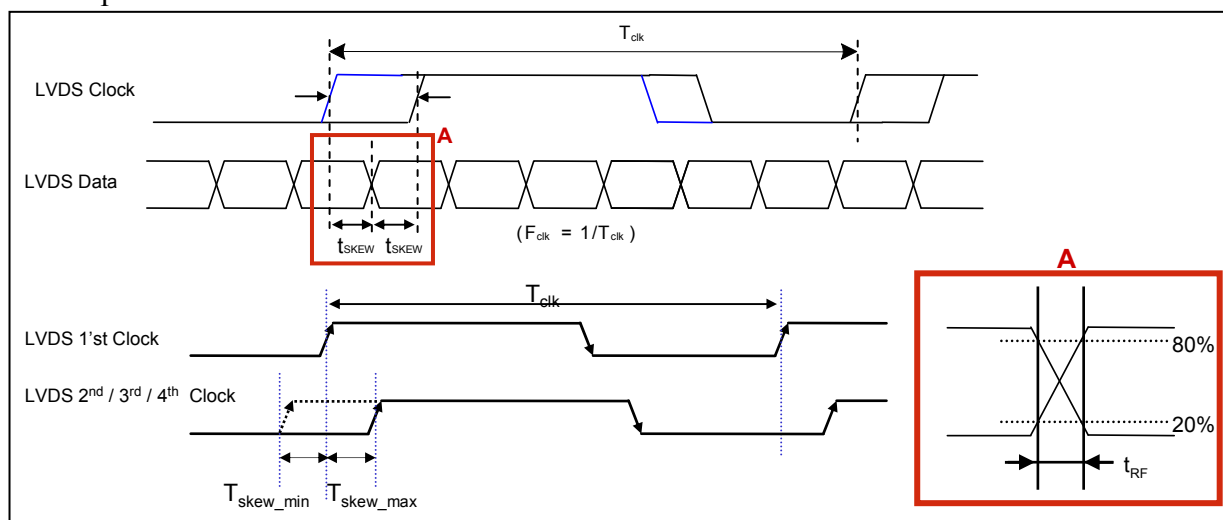 Tclk
LVDS Clock
A
LVDS Data
tSKEW tSKEW
( Fclk = 1/Tclk )
A
Tclk
LVDS 1'st Clock
80%
LVDS 2nd / 3rd / 4th Clock
20%
tRF
Tskew_min Tskew_max